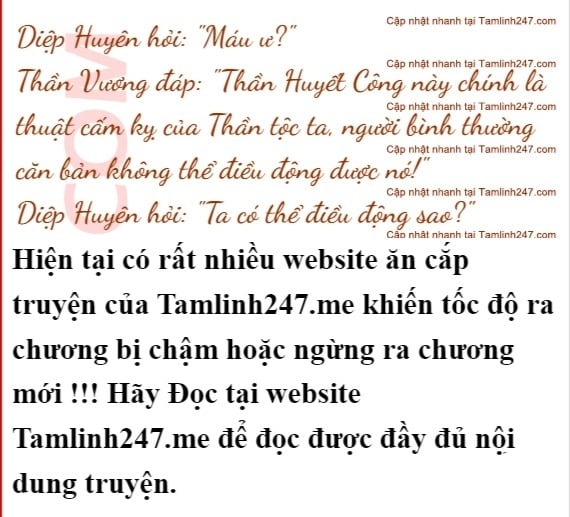 Cập nhật nhanh tại Tamlinh247.com
Diệp Huyên hỏi: "Máu ư?"
Cập nhật nhanh tại Tamlinh247.com
Thần Vương đáp: "Thần Huyết Công này chính là
Cập nhật nhanh tại Tamlinh247.com
thuật cấm kỵ của Thần tộc ta, người bình thường
Cập nhật nhanh tại Tamlinh247.com
căn bản không thể điều động được nó!"
Cập nhật nhanh tại Tamlinh247.com
Diệp Huyên hỏi: "Ta có thể điều động sao?"
Cập nhật nhanh tại Tamlinh247.com
COM
Hiện tại có rất nhiều website ăn cắp
truyện của Tamlinh247.me khiến tốc độ ra
chương bị chậm hoặc ngừng ra chương
mới !!! Hãy Đọc tại website
Tamlinh247.me để đọc được đầy đủ nội
dung truyện.